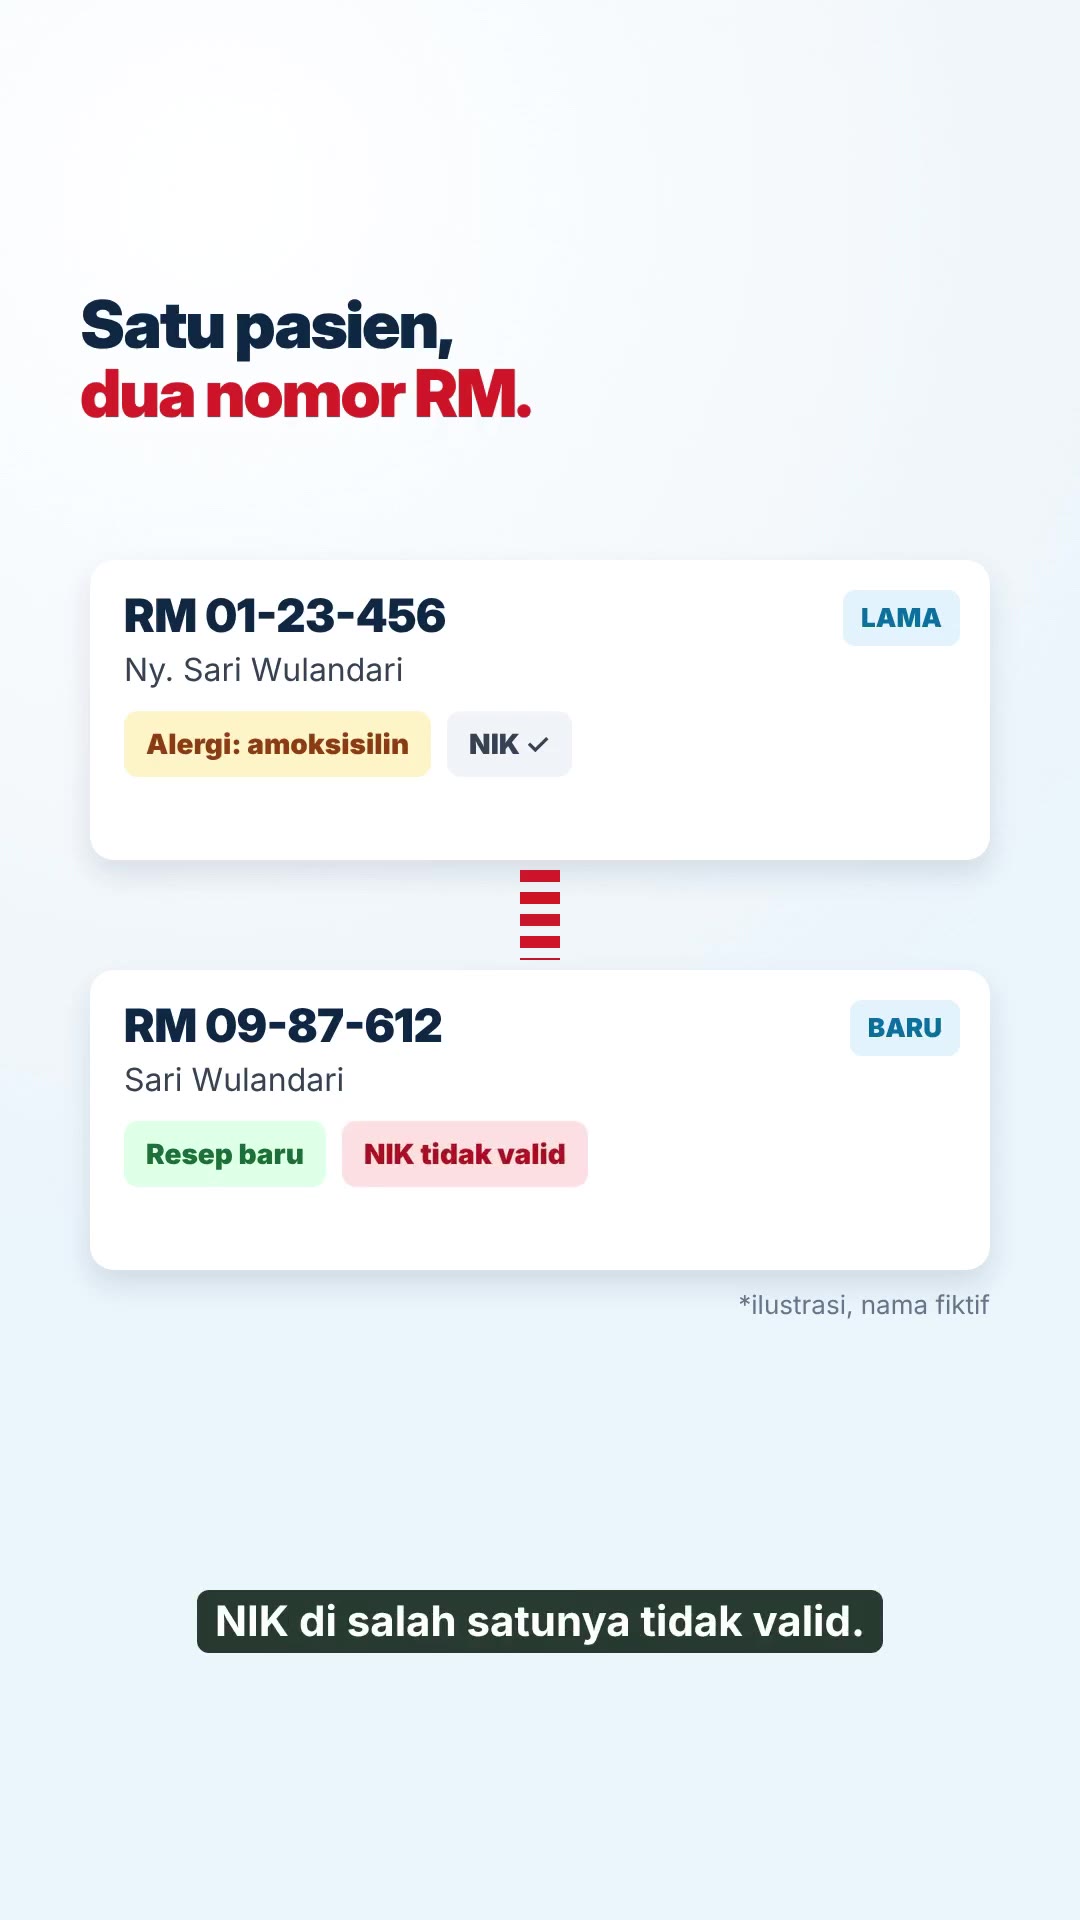 Satu pasien,
dua nomor RM.
RM 01-23-456
LAMA
Ny. Sari Wulandari
Alergi: amoksisilin
NIK ✓
RM 09-87-612
BARU
Sari Wulandari
Resep baru
NIK tidak valid
*ilustrasi, nama fiktif
NIK di salah satunya tidak valid.